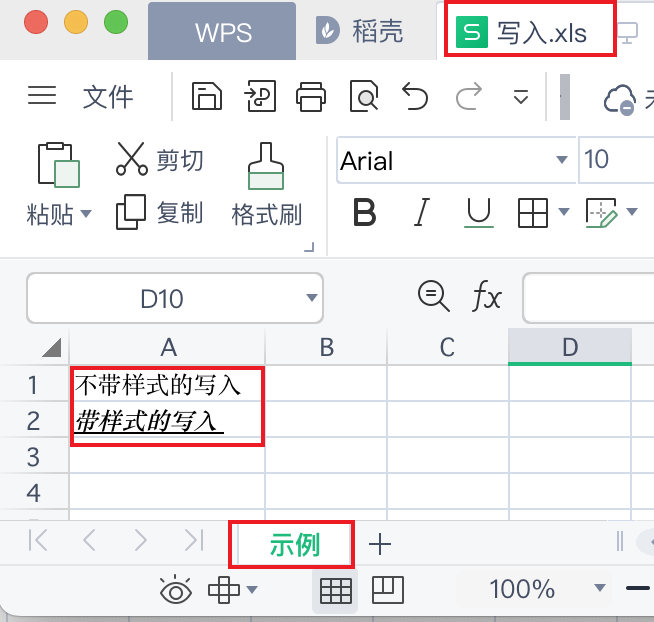 WPS 稻壳 S 写入.xls
文件
剪切
Arial 10
粘贴 复制 格式刷
B I U
D10 fx
A B C D
1 不带样式的写入
2 带样式的写入
3
4
示例 +
100%